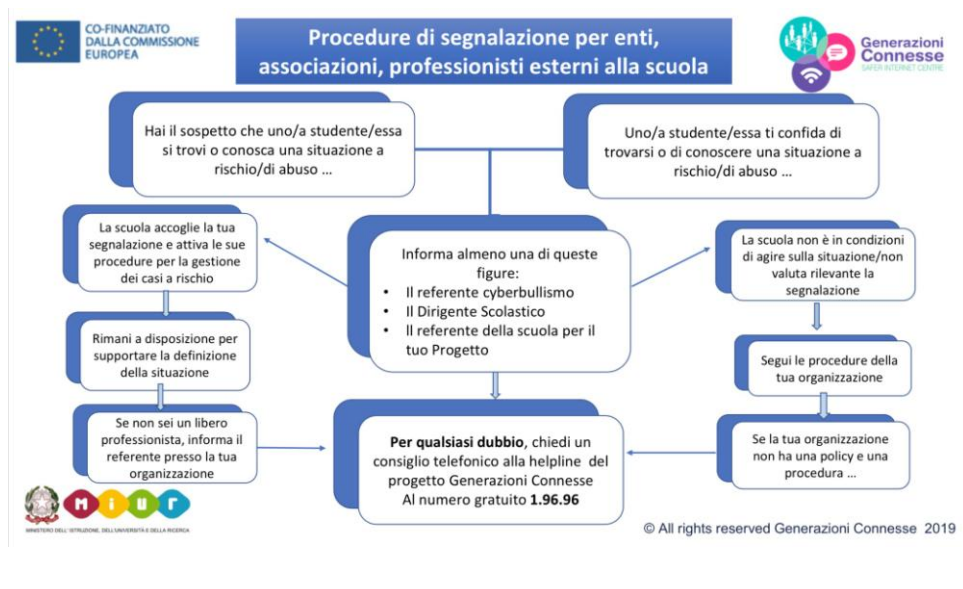 CO-FINANZIATO
DALLA COMMISSIONE
EUROPEA
Procedure di segnalazione per enti,
associazioni, professionisti esterni alla scuola
Generazioni
Connesse
SAFER INTERNET CENTRE
Hai il sospetto che uno/a studente/essa
si trovi o conosca una situazione a
rischio/di abuso …
Uno/a studente/essa ti confida di
trovarsi o di conoscere una situazione a
rischio/di abuso …
La scuola accoglie la tua
segnalazione e attiva le sue
procedure per la gestione
dei casi a rischio
Informa almeno una di queste
figure:
• Il referente cyberbullismo
• Il Dirigente Scolastico
• Il referente della scuola per il
tuo Progetto
La scuola non è in condizioni
di agire sulla situazione/non
valuta rilevante la
segnalazione
Rimani a disposizione per
supportare la definizione
della situazione
Segui le procedure della
tua organizzazione
Se non sei un libero
professionista, informa il
referente presso la tua
organizzazione
Per qualsiasi dubbio, chiedi un
consiglio telefonico alla helpline del
progetto Generazioni Connesse
Al numero gratuito 1.96.96
Se la tua organizzazione
non ha una policy e una
procedura …
miur
MINISTERO DELL' ISTRUZIONE, DELL'UNIVERSITÀ E DELLA RICERCA
© All rights reserved Generazioni Connesse 2019